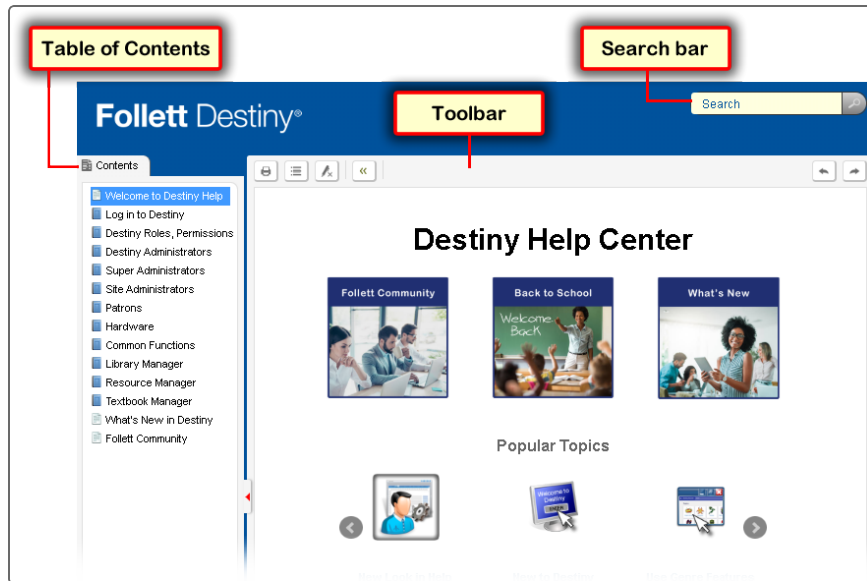 Table of Contents
Search bar
Follett Destiny®
Toolbar
Search
Contents
Welcome to Destiny Help
Log in to Destiny
Destiny Roles, Permissions
Destiny Administrators
Super Administrators
Site Administrators
Patrons
Hardware
Common Functions
Library Manager
Resource Manager
Textbook Manager
What's New in Destiny
Follett Community
Destiny Help Center
Follett Community
Back to School
What's New
Welcome
Back
Popular Topics
Welcome to
Destiny